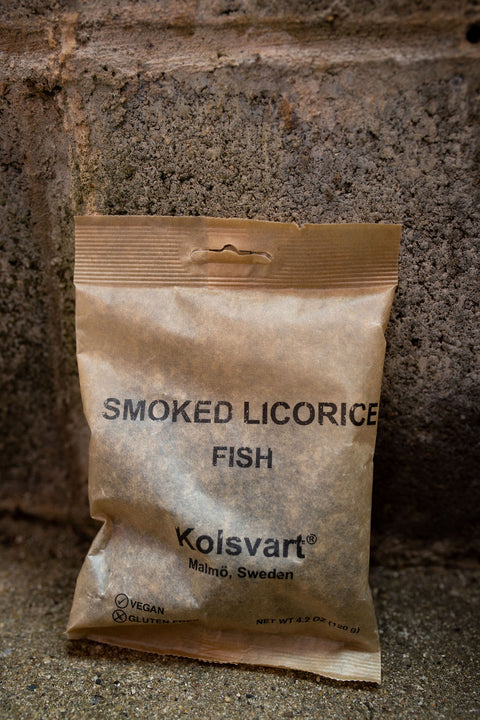 SMOKED LICORICE
FISH
Kolsvart®
Malmö, Sweden
VEGAN
GLUTEN FREE
NET WT 4.2 OZ (120 g)